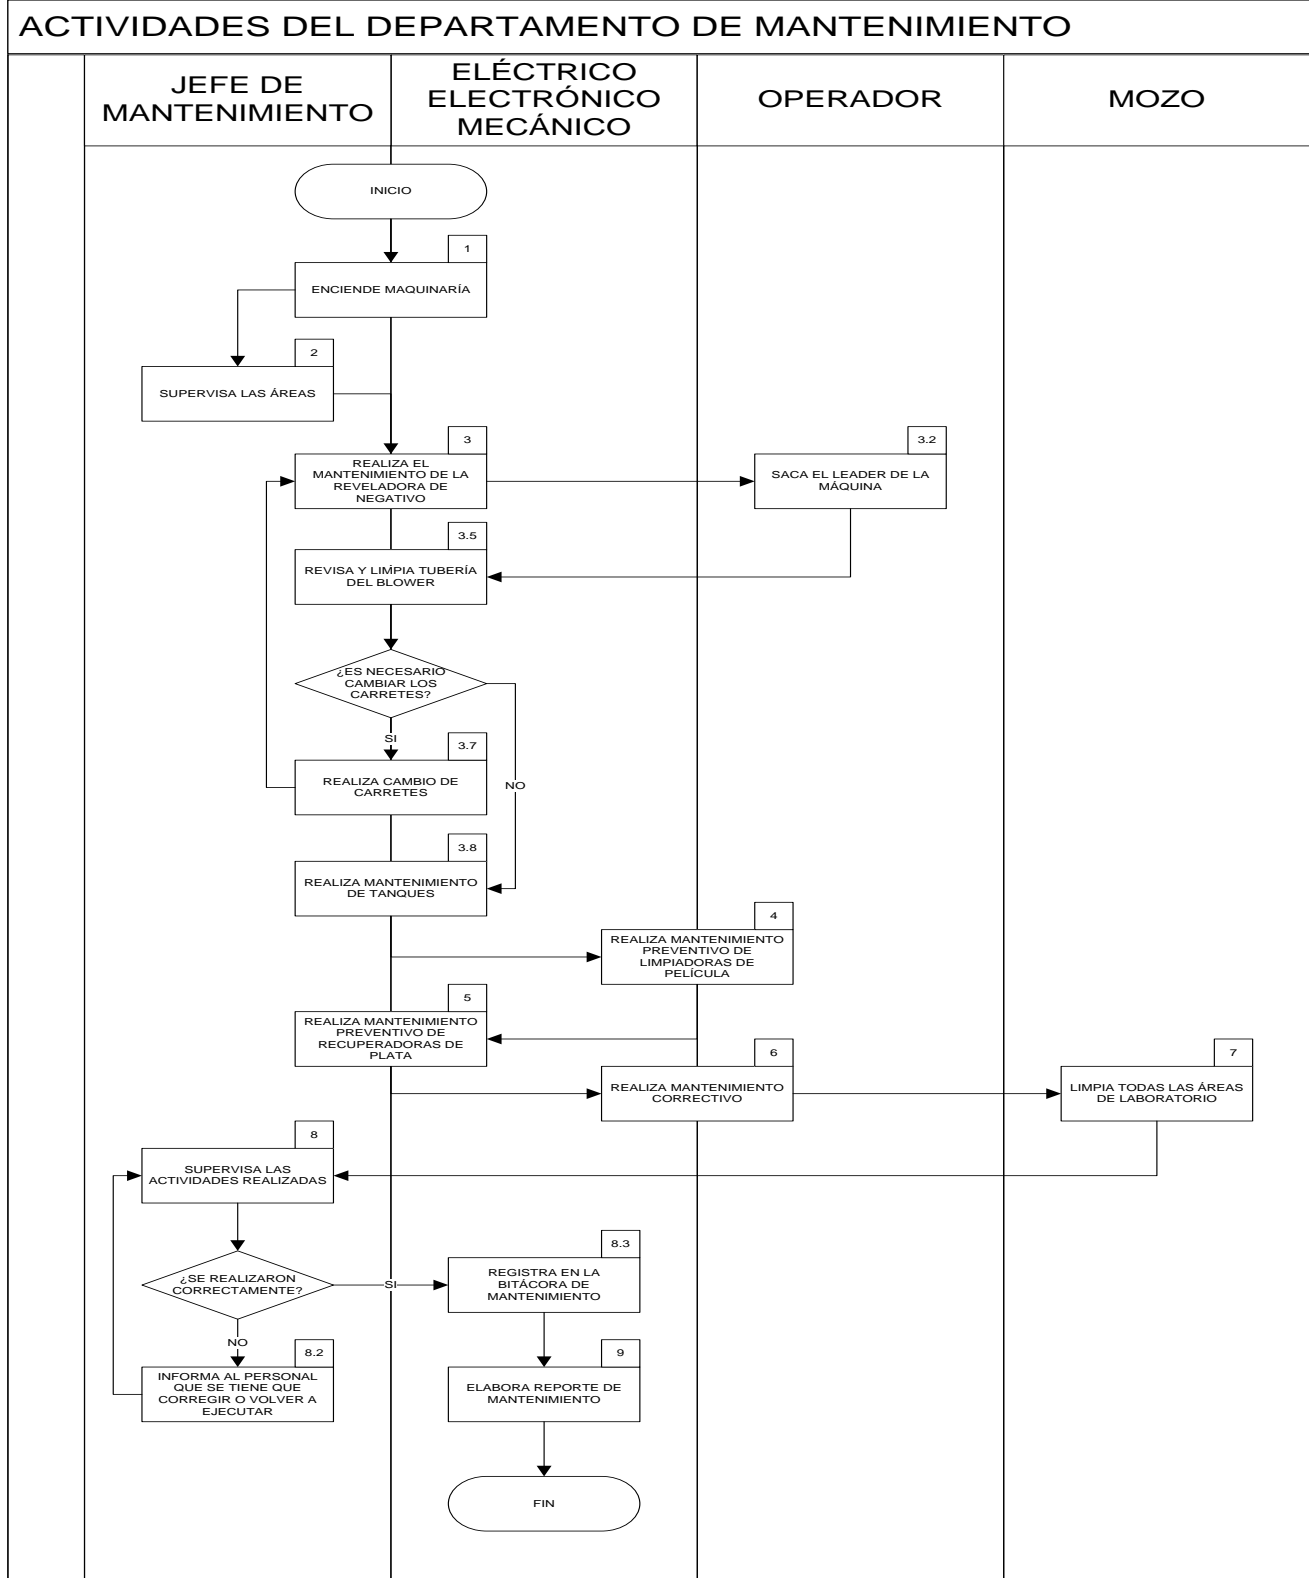 ACTIVIDADES DEL DEPARTAMENTO DE MANTENIMIENTO
JEFE DE
MANTENIMIENTO
ELÉCTRICO
ELECTRÓNICO
MECÁNICO
OPERADOR
MOZO
INICIO
1
ENCIENDE MAQUINARÍA
2
SUPERVISA LAS ÁREAS
3
REALIZA EL
MANTENIMIENTO DE LA
REVELADORA DE
NEGATIVO
3.2
SACA EL LEADER DE LA
MÁQUINA
3.5
REVISA Y LIMPIA TUBERÍA
DEL BLOWER
¿ES NECESARIO
CAMBIAR LOS
CARRETES?
SI
3.7
REALIZA CAMBIO DE
CARRETES
NO
3.8
REALIZA MANTENIMIENTO
DE TANQUES
4
REALIZA MANTENIMIENTO
PREVENTIVO DE
LIMPIADORAS DE
PELÍCULA
5
REALIZA MANTENIMIENTO
PREVENTIVO DE
RECUPERADORAS DE
PLATA
6
REALIZA MANTENIMIENTO
CORRECTIVO
7
LIMPIA TODAS LAS ÁREAS
DE LABORATORIO
8
SUPERVISA LAS
ACTIVIDADES REALIZADAS
¿SE REALIZARON
CORRECTAMENTE?
SI
8.3
REGISTRA EN LA
BITÁCORA DE
MANTENIMIENTO
NO
8.2
INFORMA AL PERSONAL
QUE SE TIENE QUE
CORREGIR O VOLVER A
EJECUTAR
9
ELABORA REPORTE DE
MANTENIMIENTO
FIN